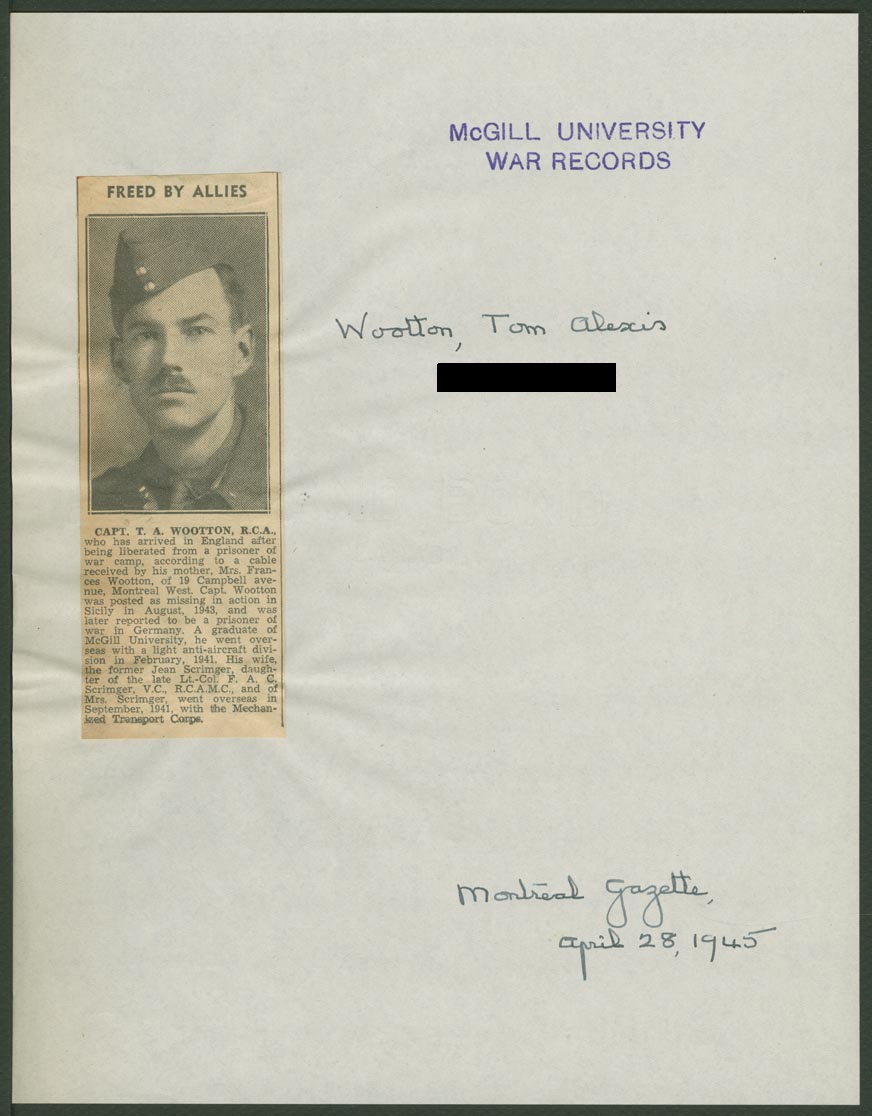 McGILL UNIVERSITY
WAR RECORDS
FREED BY ALLIES
Wootton, Tom Alexis
CAPT. T. A. WOOTTON, R.C.A.,
who has arrived in England after
being liberated from a prisoner of
war camp, according to a cable
received by his mother, Mrs. Fran-
ces Wootton, of 19 Campbell ave-
nue, Montreal West. Capt. Wootton
was posted as missing in action in
Sicily in August, 1943, and was
later reported to be a prisoner of
war in Germany. A graduate of
McGill University, he went over-
seas with a light anti-aircraft divi-
sion in February, 1941. His wife,
the former Jean Scrimger, daugh-
ter of the late Lt.-Col. F. A. C.
Scrimger, V.C., R.C.A.M.C., and of
Mrs. Scrimger, went overseas in
September, 1941, with the Mechan-
ized Transport Corps.
Montreal Gazette,
April 28, 1945